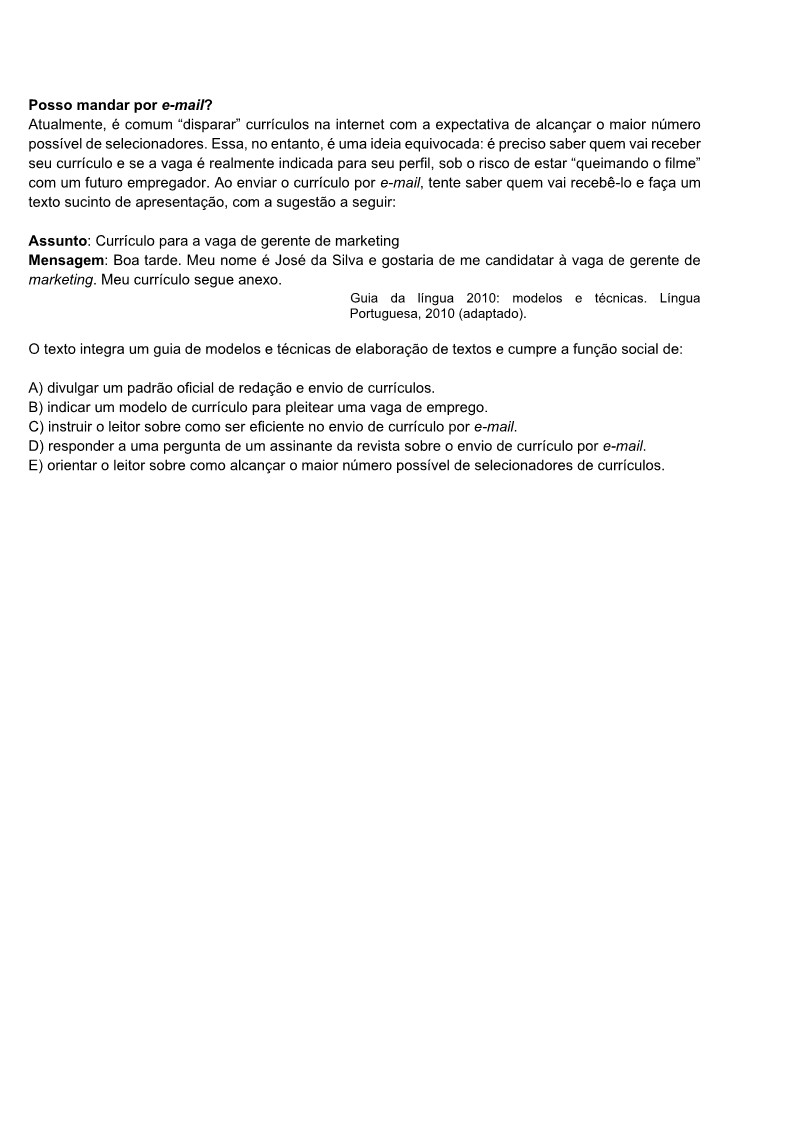 Posso mandar por e-mail?
Atualmente, é comum “disparar” currículos na internet com a expectativa de alcançar o maior número
possível de selecionadores. Essa, no entanto, é uma ideia equivocada: é preciso saber quem vai receber
seu currículo e se a vaga é realmente indicada para seu perfil, sob o risco de estar “queimando o filme”
com um futuro empregador. Ao enviar o currículo por e-mail, tente saber quem vai recebê-lo e faça um
texto sucinto de apresentação, com a sugestão a seguir:
Assunto: Currículo para a vaga de gerente de marketing
Mensagem: Boa tarde. Meu nome é José da Silva e gostaria de me candidatar à vaga de gerente de
marketing. Meu currículo segue anexo.
Guia da língua 2010: modelos e técnicas. Língua
Portuguesa, 2010 (adaptado).
O texto integra um guia de modelos e técnicas de elaboração de textos e cumpre a função social de:
A) divulgar um padrão oficial de redação e envio de currículos.
B) indicar um modelo de currículo para pleitear uma vaga de emprego.
C) instruir o leitor sobre como ser eficiente no envio de currículo por e-mail.
D) responder a uma pergunta de um assinante da revista sobre o envio de currículo por e-mail.
E) orientar o leitor sobre como alcançar o maior número possível de selecionadores de currículos.